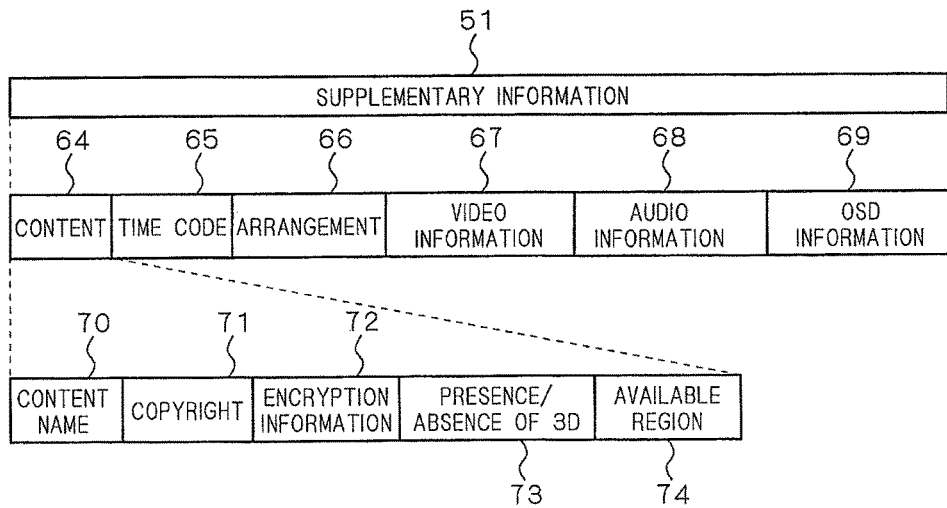 51
SUPPLEMENTARY INFORMATION
64 65 66 67 68 69
CONTENT TIME CODE ARRANGEMENT VIDEO INFORMATION AUDIO INFORMATION OSD INFORMATION
70 71 72
CONTENT NAME COPYRIGHT ENCRYPTION INFORMATION PRESENCE/ ABSENCE OF 3D AVAILABLE REGION
73 74